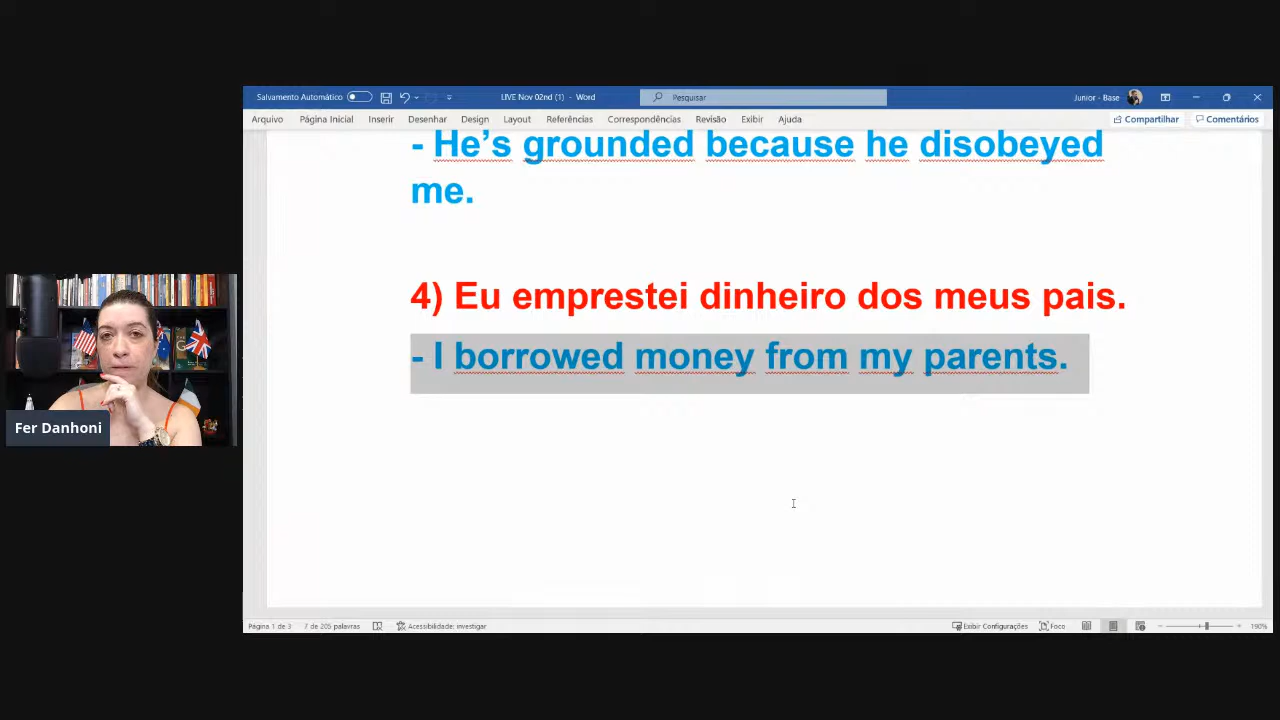 Salvamento Automático
LIVE Nov 02nd (1) - Word
Pesquisar
Junior - Base
Arquivo Página Inicial Inserir Desenhar Design Layout Referências Correspondências Revisão Exibir Ajuda Compartilhar Comentários
- He’s grounded because he disobeyed
me.
4) Eu emprestei dinheiro dos meus pais.
- I borrowed money from my parents.
Fer Danhoni
Página 1 de 3 7 de 205 palavras Acessibilidade: investigar Exibir Configurações Foco 190%